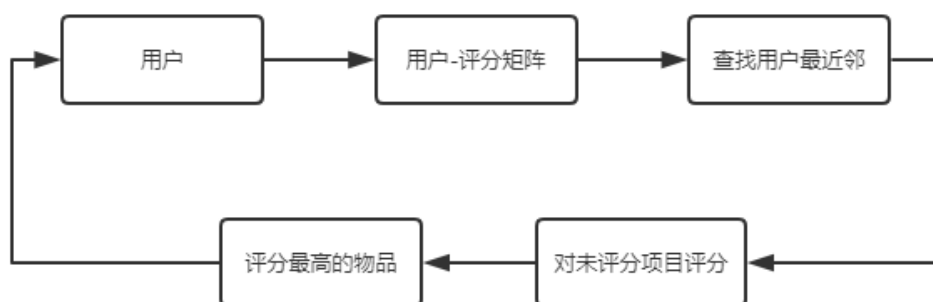 用户
用户-评分矩阵
查找用户最近邻
评分最高的物品
对未评分项目评分